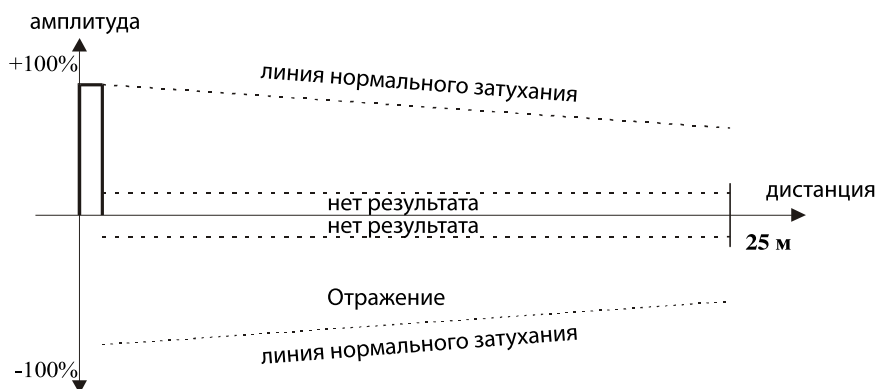 амплитуда
+100%
линия нормального затухания
дистанция
нет результата
нет результата
25 м
Отражение
линия нормального затухания
-100%